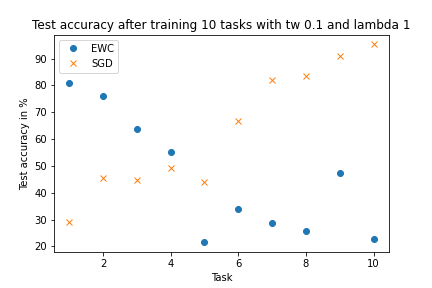 Test accuracy after training 10 tasks with tw 0.1 and lambda 1
EWC
SGD
90
80
70
60
50
40
30
20
Test accuracy in %
2
4
6
8
10
Task